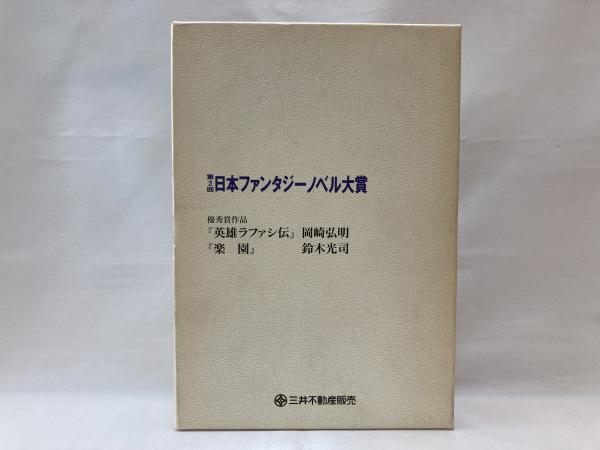 第2回日本ファンタジーノベル大賞
優秀賞作品
『英雄ラファシ伝』 岡崎弘明
『楽　園』 鈴木光司
三井不動産販売